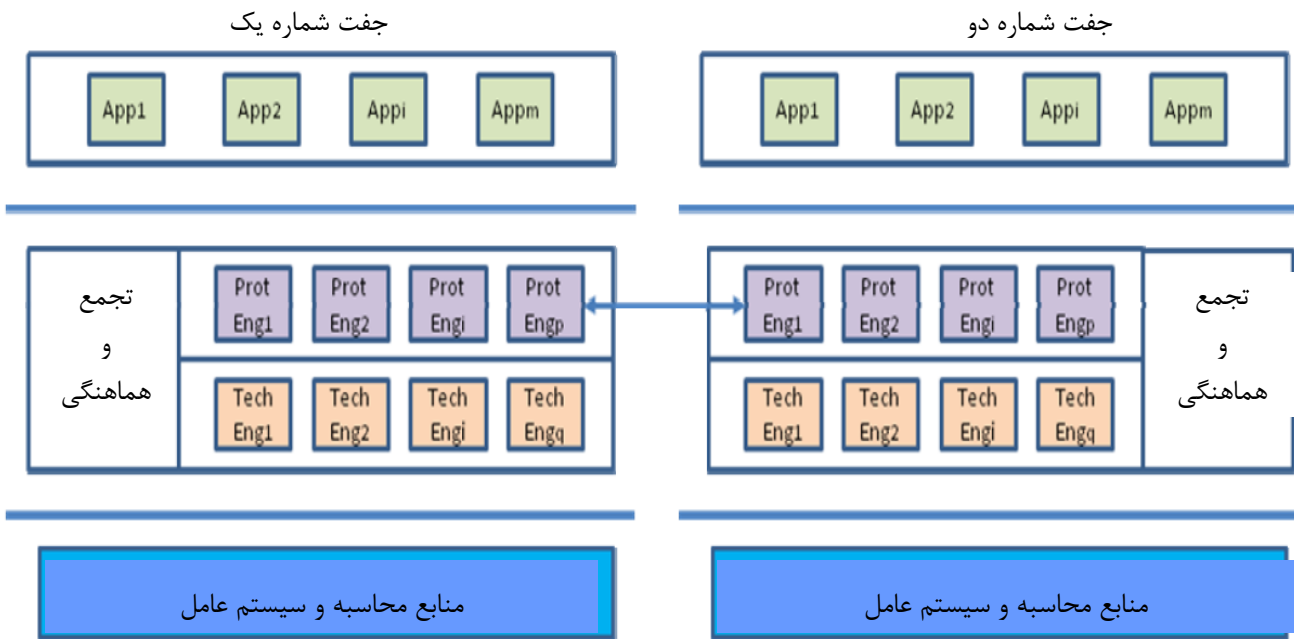 جفت شماره یک
جفت شماره دو
App1 App2 Appi Appm
App1 App2 Appi Appm
تجمع
و
هماهنگی
Prot Prot Prot Prot
Eng1 Eng2 Engi Engp
Tech Tech Tech Tech
Eng1 Eng2 Engi Engq
Prot Prot Prot Prot
Eng1 Eng2 Engi Engp
Tech Tech Tech Tech
Eng1 Eng2 Engi Engq
تجمع
و
هماهنگی
منابع محاسبه و سیستم عامل
منابع محاسبه و سیستم عامل